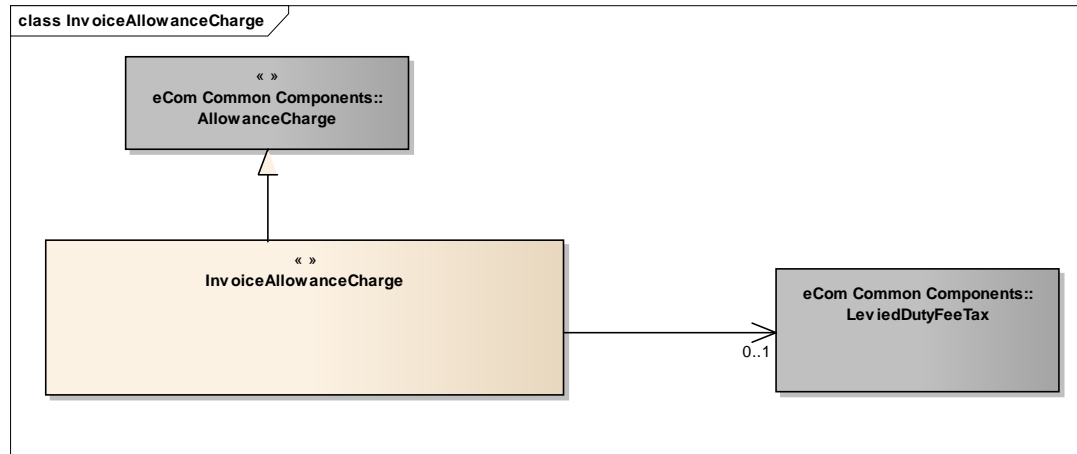 class InvoiceAllowanceCharge
« »
eCom Common Components::
AllowanceCharge
« »
InvoiceAllowanceCharge
eCom Common Components::
LeviedDutyFeeTax
0..1